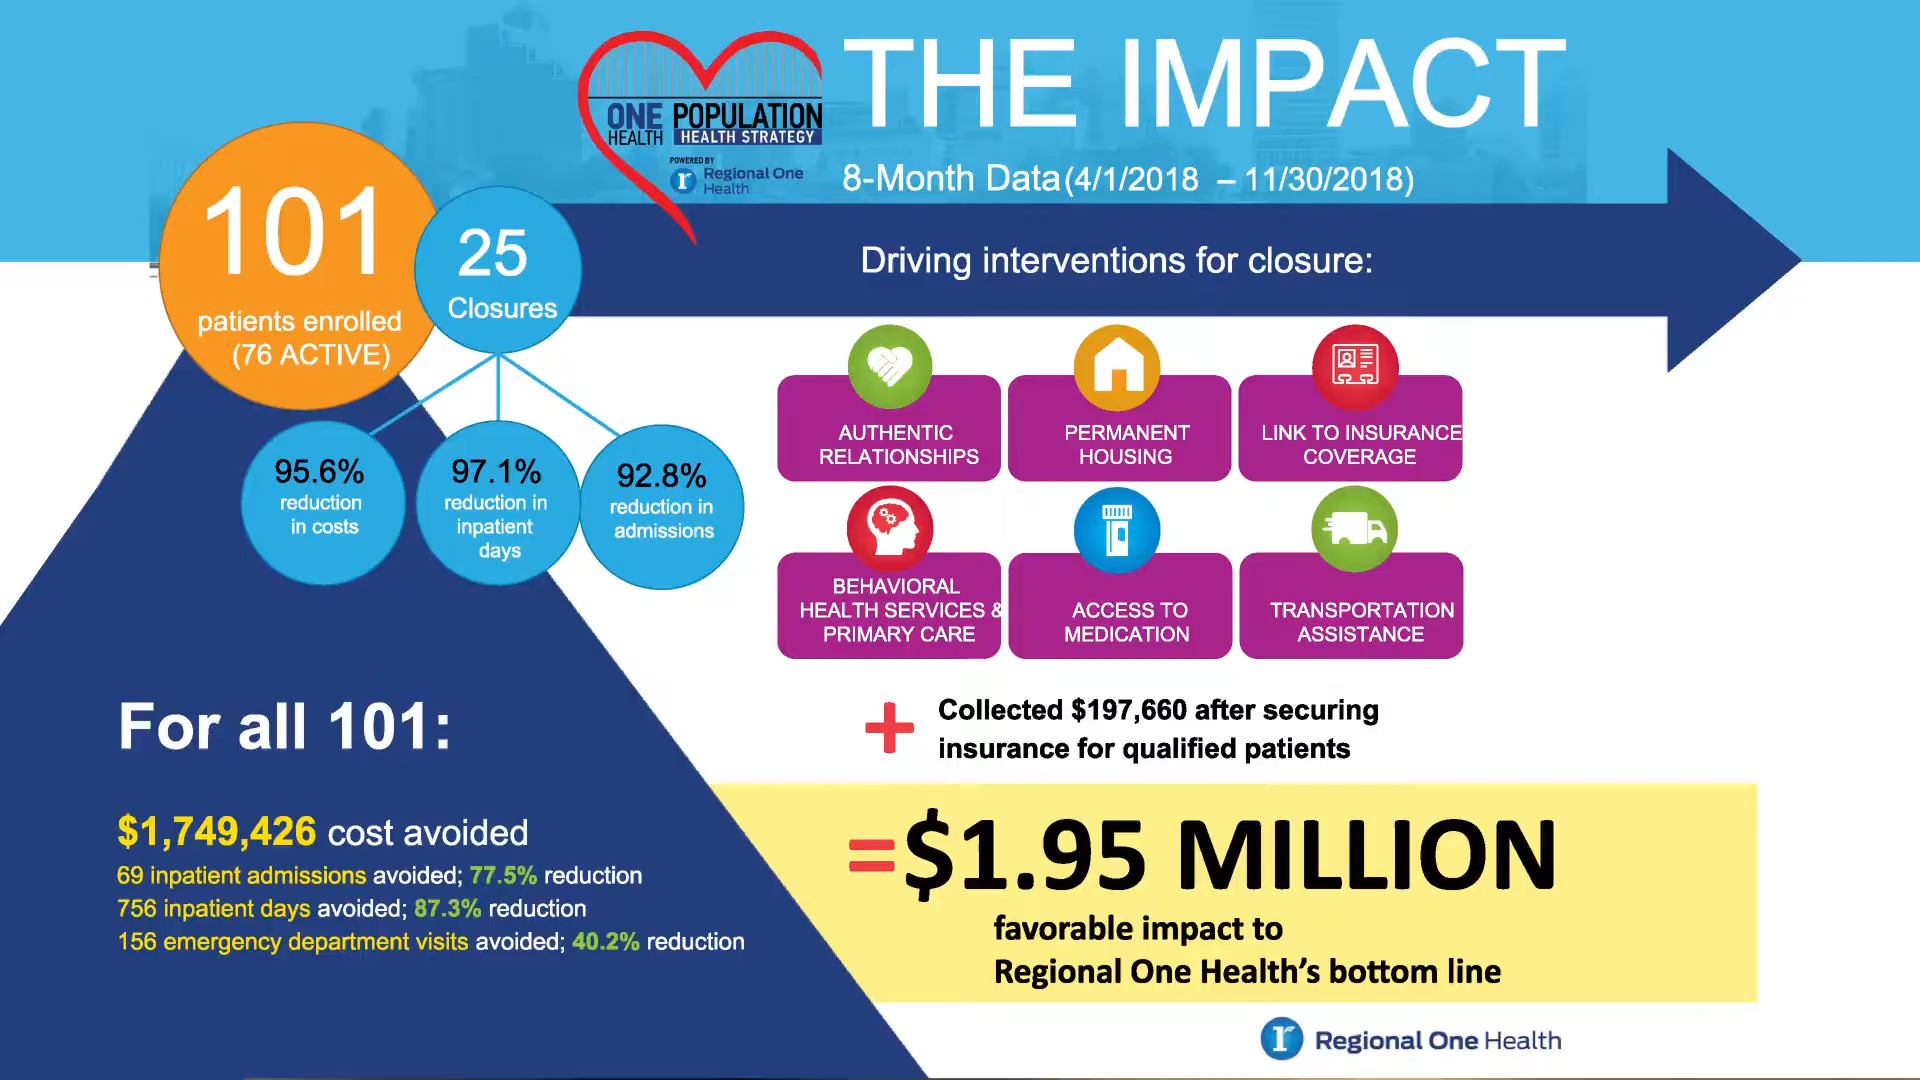 THE IMPACT
ONE POPULATION
HEALTH HEALTH STRATEGY
POWERED BY
Regional One
Health
8-Month Data(4/1/2018 – 11/30/2018)
101
patients enrolled
(76 ACTIVE)
25
Closures
Driving interventions for closure:
95.6%
reduction
in costs
97.1%
reduction in
inpatient
days
92.8%
reduction in
admissions
AUTHENTIC
RELATIONSHIPS
PERMANENT
HOUSING
LINK TO INSURANCE
COVERAGE
BEHAVIORAL
HEALTH SERVICES &
PRIMARY CARE
ACCESS TO
MEDICATION
TRANSPORTATION
ASSISTANCE
For all 101:
$1,749,426 cost avoided
69 inpatient admissions avoided; 77.5% reduction
756 inpatient days avoided; 87.3% reduction
156 emergency department visits avoided; 40.2% reduction
+ Collected $197,660 after securing
insurance for qualified patients
=$1.95 MILLION
favorable impact to
Regional One Health’s bottom line
r Regional One Health